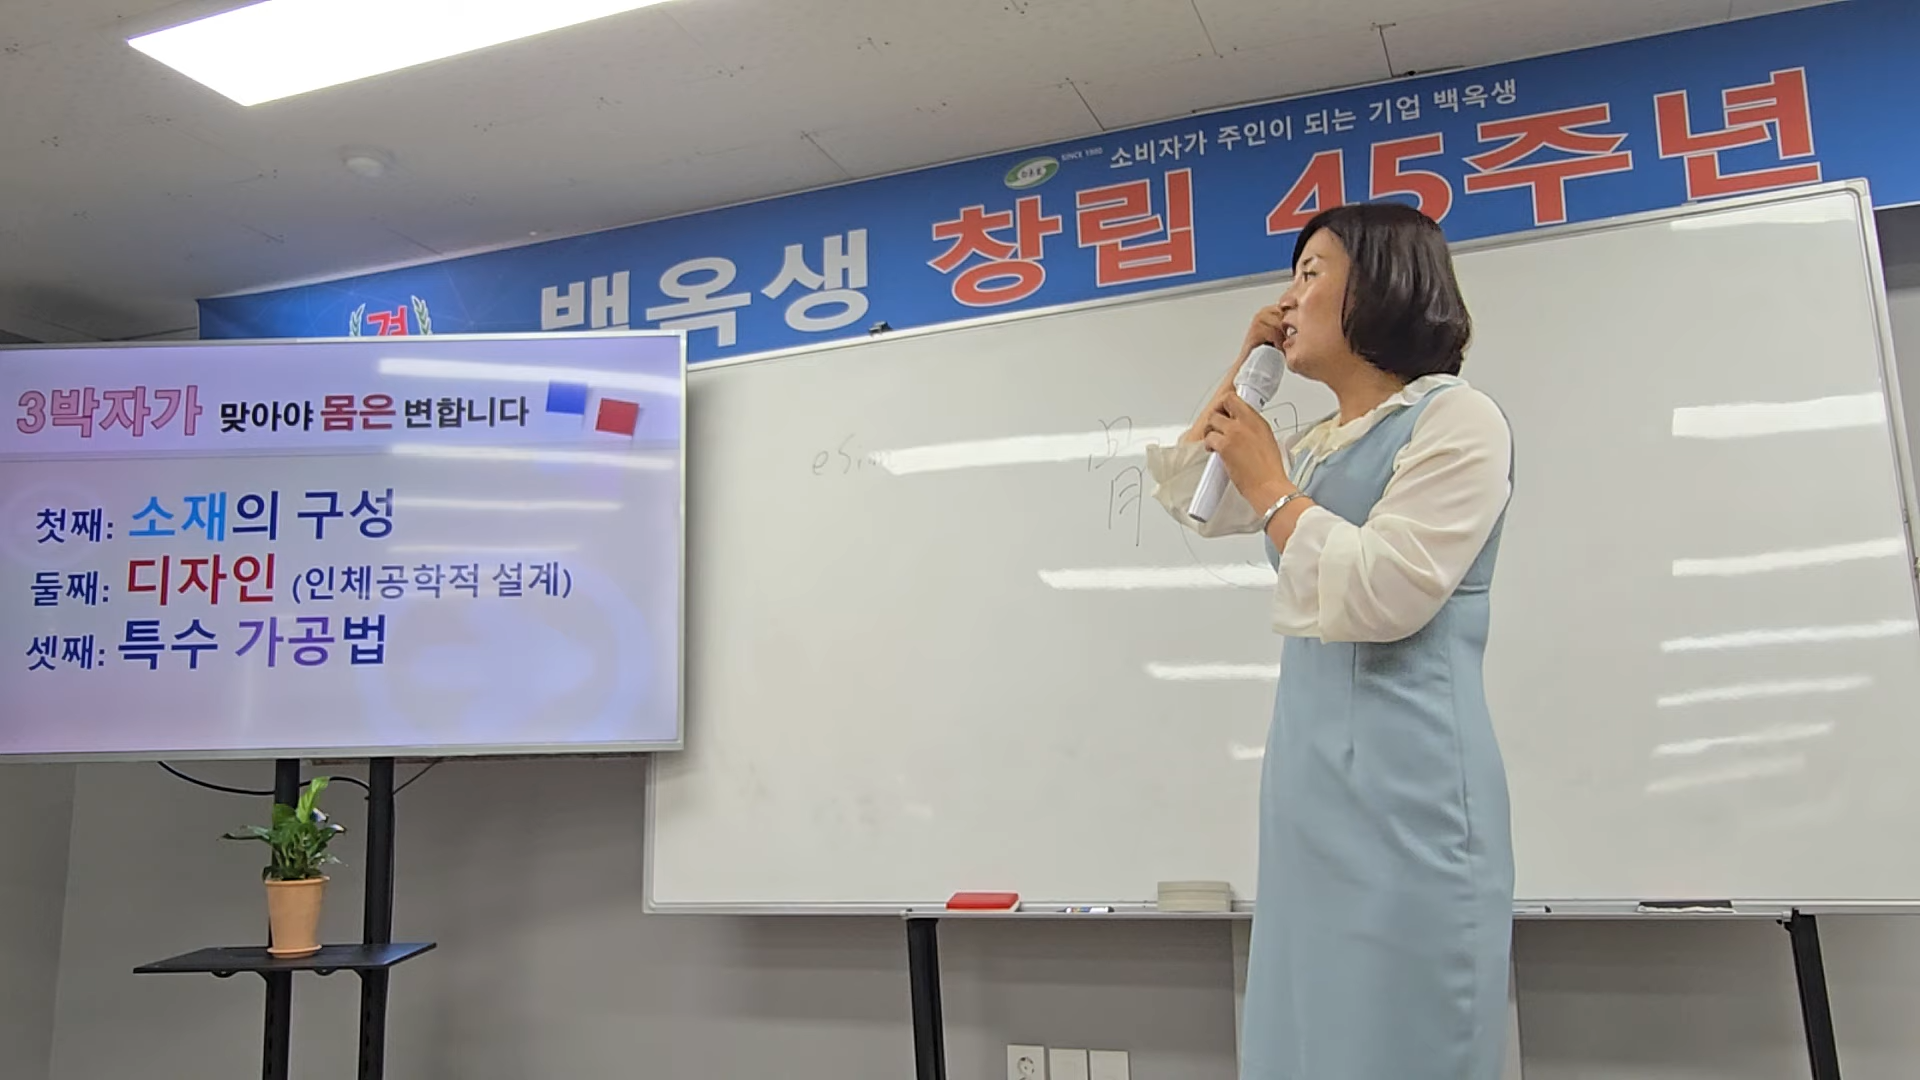 소비자가 주인이 되는 기업 백옥생
SINCE 1980
경
백옥생 창립 45주년
3박자가 맞아야 몸은 변합니다
첫째: 소재의 구성
둘째: 디자인 (인체공학적 설계)
셋째: 특수 가공법